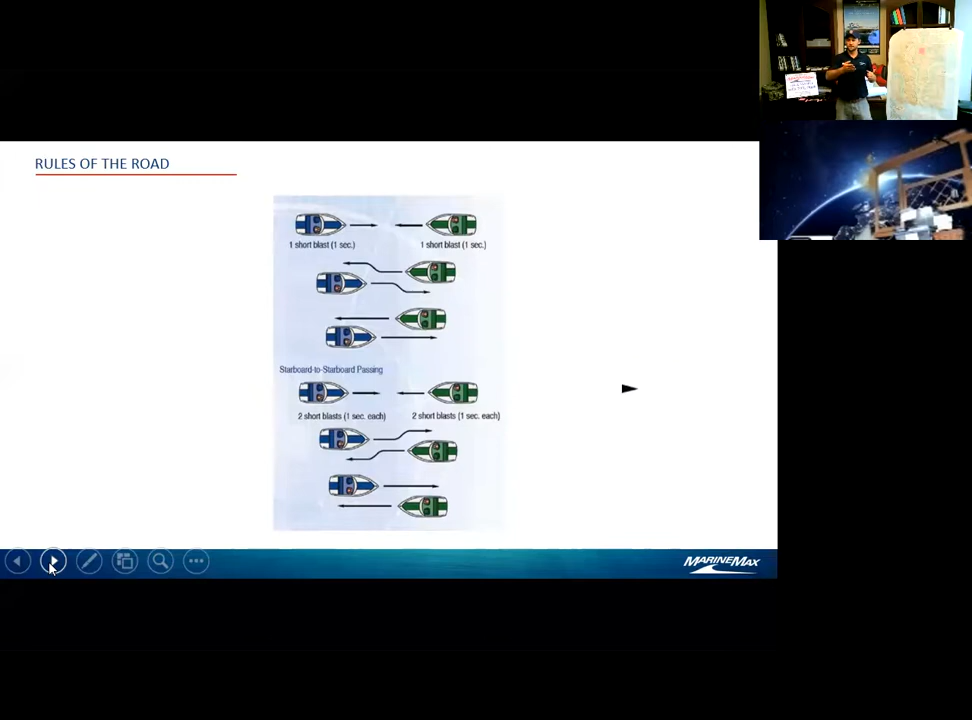 RULES OF THE ROAD
1 short blast (1 sec.) 1 short blast (1 sec.)
Starboard-to-Starboard Passing
2 short blasts (1 sec. each) 2 short blasts (1 sec. each)
MARINEMAX